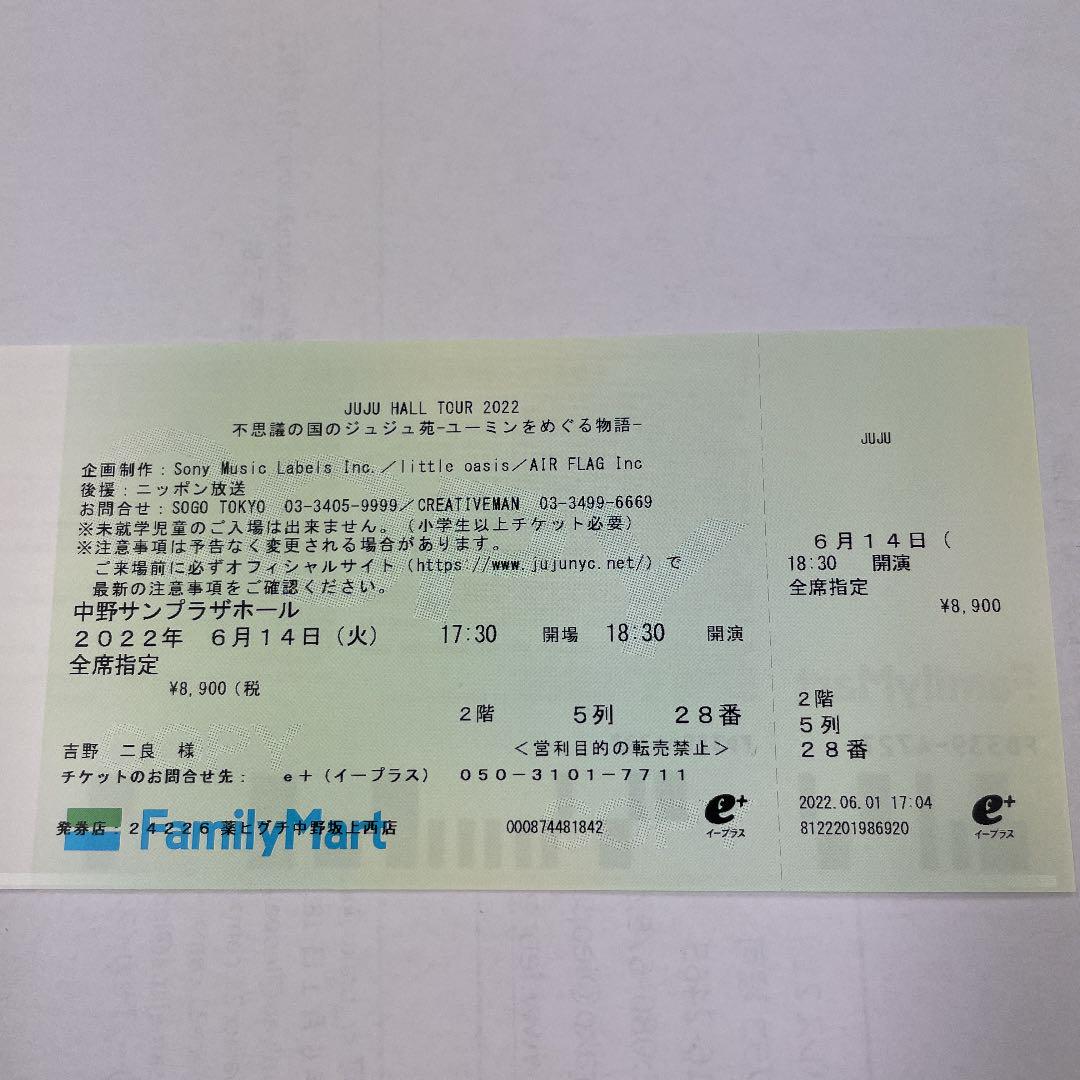 JUJU HALL TOUR 2022
不思議の国のジュジュ苑-ユーミンをめぐる物語-
企画制作：Sony Music Labels Inc.／little oasis／AIR FLAG Inc
後援：ニッポン放送
お問合せ：SOGO TOKYO 03-3405-9999／CREATIVEMAN 03-3499-6669
※未就学児童のご入場は出来ません。（小学生以上チケット必要）
※注意事項は予告なく変更される場合があります。
ご来場前に必ずオフィシャルサイト（https://www.jujunyc.net/）で
最新の注意事項をご確認ください。
中野サンプラザホール
２０２２年 ６月１４日（火） 17:30 開場 18:30 開演
全席指定
¥8,900（税
２階 ５列 ２８番
吉野 二良 様 ＜営利目的の転売禁止＞
チケットのお問合せ先： ｅ＋（イープラス） ０５０－３１０１－７７１１
FamilyMart
発券店：２４２２６ 薬ヒグチ中野坂上西店 000874481842
e+ イープラス
JUJU
６月１４日（
18:30 開演
全席指定
¥8,900
２階
５列
２８番
2022.06.01 17:04
8122201986920
e+ イープラス
COPY
COPY
COPY